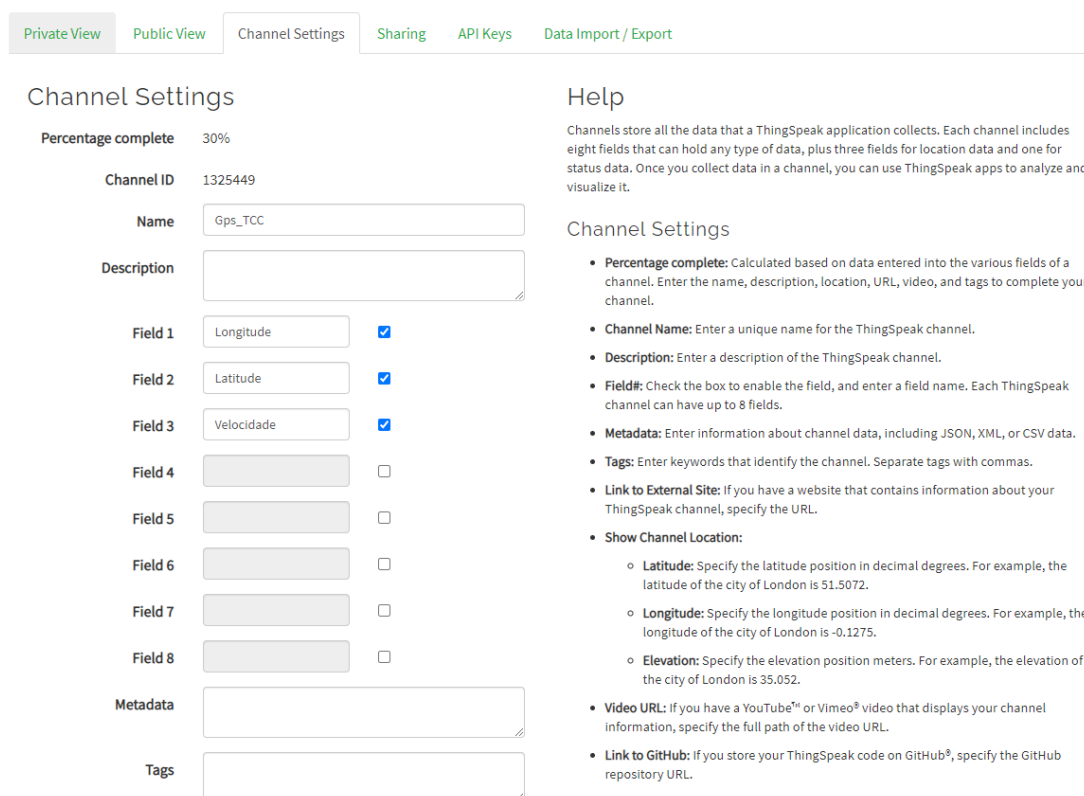 Private View
Public View
Channel Settings
Sharing
API Keys
Data Import / Export
Channel Settings
Percentage complete 30%
Channel ID 1325449
Name Gps_TCC
Description
Field 1 Longitude
Field 2 Latitude
Field 3 Velocidade
Field 4
Field 5
Field 6
Field 7
Field 8
Metadata
Tags
Help
Channels store all the data that a ThingSpeak application collects. Each channel includes
eight fields that can hold any type of data, plus three fields for location data and one for
status data. Once you collect data in a channel, you can use ThingSpeak apps to analyze and
visualize it.
Channel Settings
• Percentage complete: Calculated based on data entered into the various fields of a
channel. Enter the name, description, location, URL, video, and tags to complete your
channel.
• Channel Name: Enter a unique name for the ThingSpeak channel.
• Description: Enter a description of the ThingSpeak channel.
• Field#: Check the box to enable the field, and enter a field name. Each ThingSpeak
channel can have up to 8 fields.
• Metadata: Enter information about channel data, including JSON, XML, or CSV data.
• Tags: Enter keywords that identify the channel. Separate tags with commas.
• Link to External Site: If you have a website that contains information about your
ThingSpeak channel, specify the URL.
• Show Channel Location:
◦ Latitude: Specify the latitude position in decimal degrees. For example, the
latitude of the city of London is 51.5072.
◦ Longitude: Specify the longitude position in decimal degrees. For example, the
longitude of the city of London is -0.1275.
◦ Elevation: Specify the elevation position meters. For example, the elevation of
the city of London is 35.052.
• Video URL: If you have a YouTube™ or Vimeo® video that displays your channel
information, specify the full path of the video URL.
• Link to GitHub: If you store your ThingSpeak code on GitHub®, specify the GitHub
repository URL.